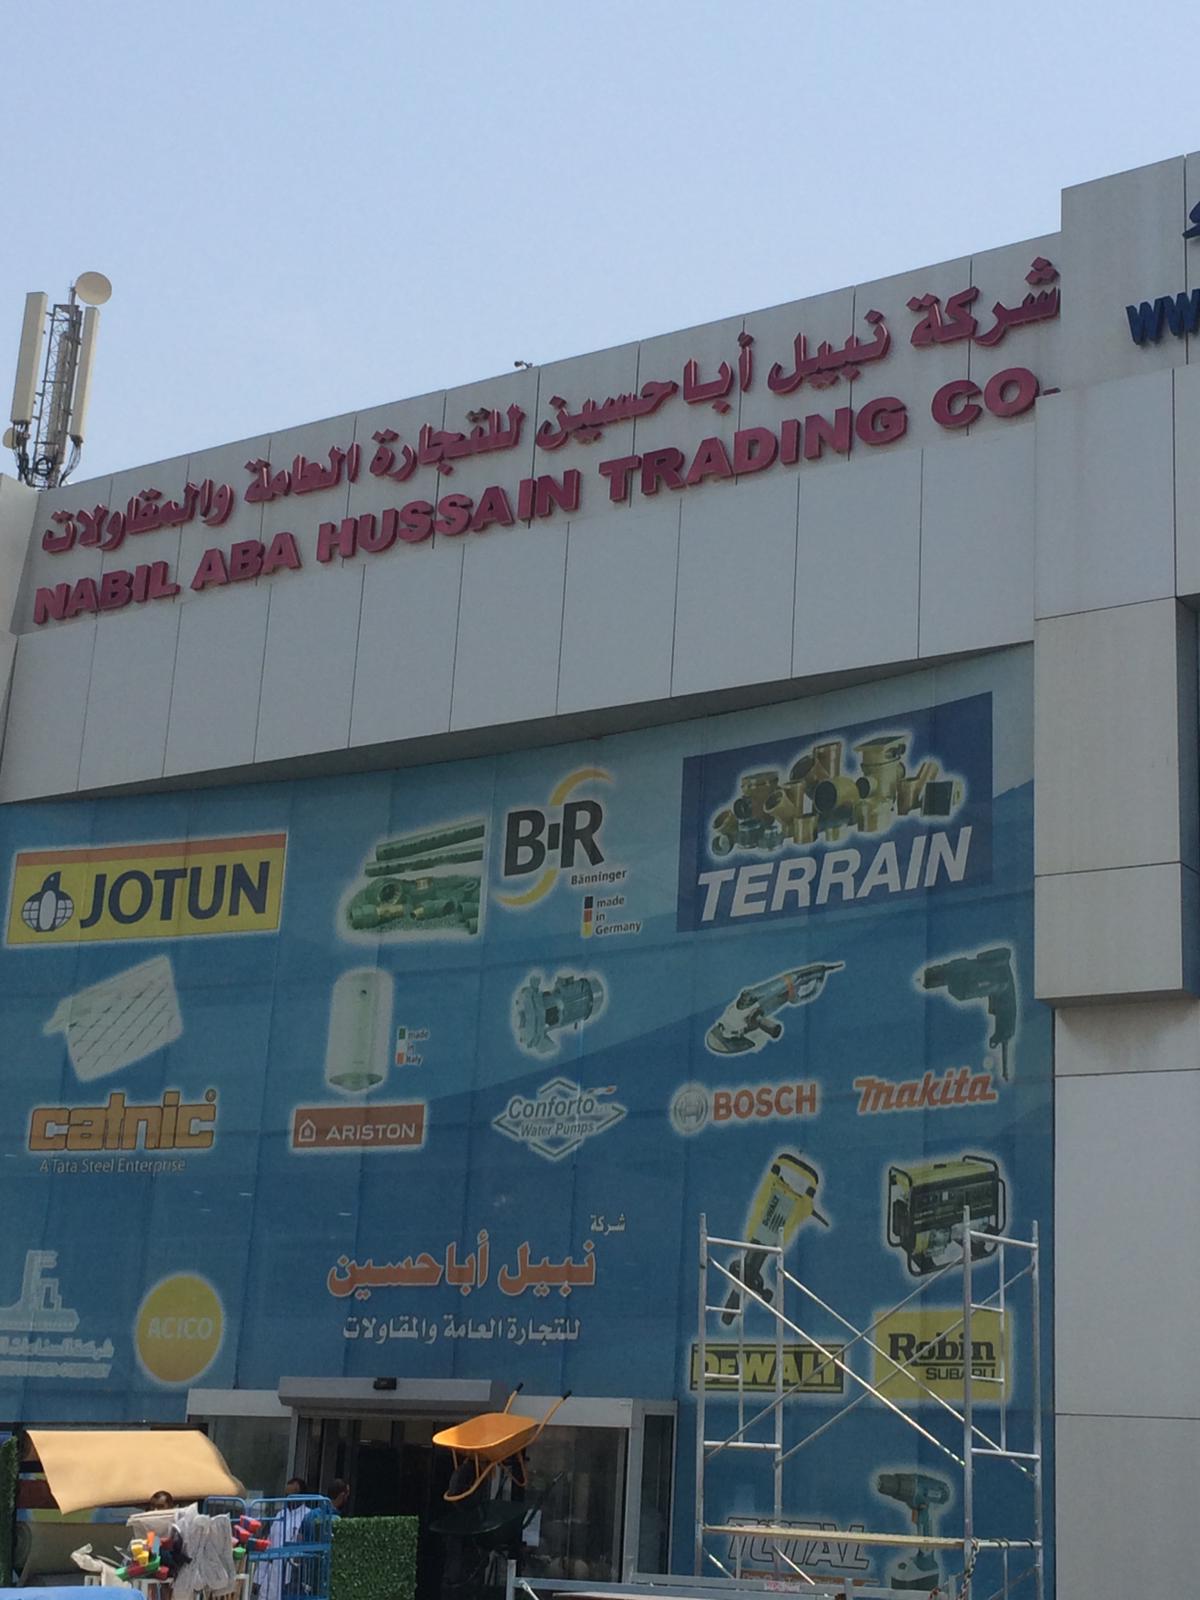 شركة نبيل أباحسين للتجارة العامة والمقاولات
NABIL ABA HUSSAIN TRADING CO.
JOTUN
B·R
Bänninger
made
in
Germany
TERRAIN
made
in
Italy
catnic
A Tata Steel Enterprise
ARISTON
Conforto
Water Pumps
BOSCH
makita
DEWALT
شركة
نبيل أباحسين
للتجارة العامة والمقاولات
ACICO
DEWALT
Robin
SUBARU
TOTAL